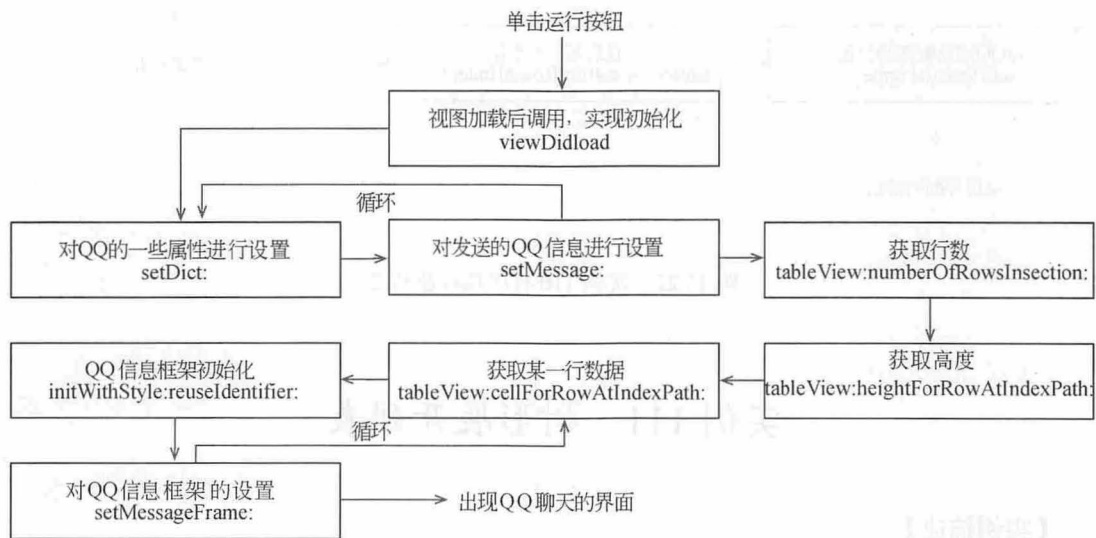 单击运行按钮
视图加载后调用，实现初始化
viewDidload
循环
对QQ的一些属性进行设置
setDict:
对发送的QQ信息进行设置
setMessage:
获取行数
tableView:numberOfRowsInsection:
QQ信息框架初始化
initWithStyle:reuseIdentifier:
获取某一行数据
tableView:cellForRowAtIndexPath:
获取高度
tableView:heightForRowAtIndexPath:
循环
对QQ信息框架的设置
setMessageFrame:
出现QQ聊天的界面